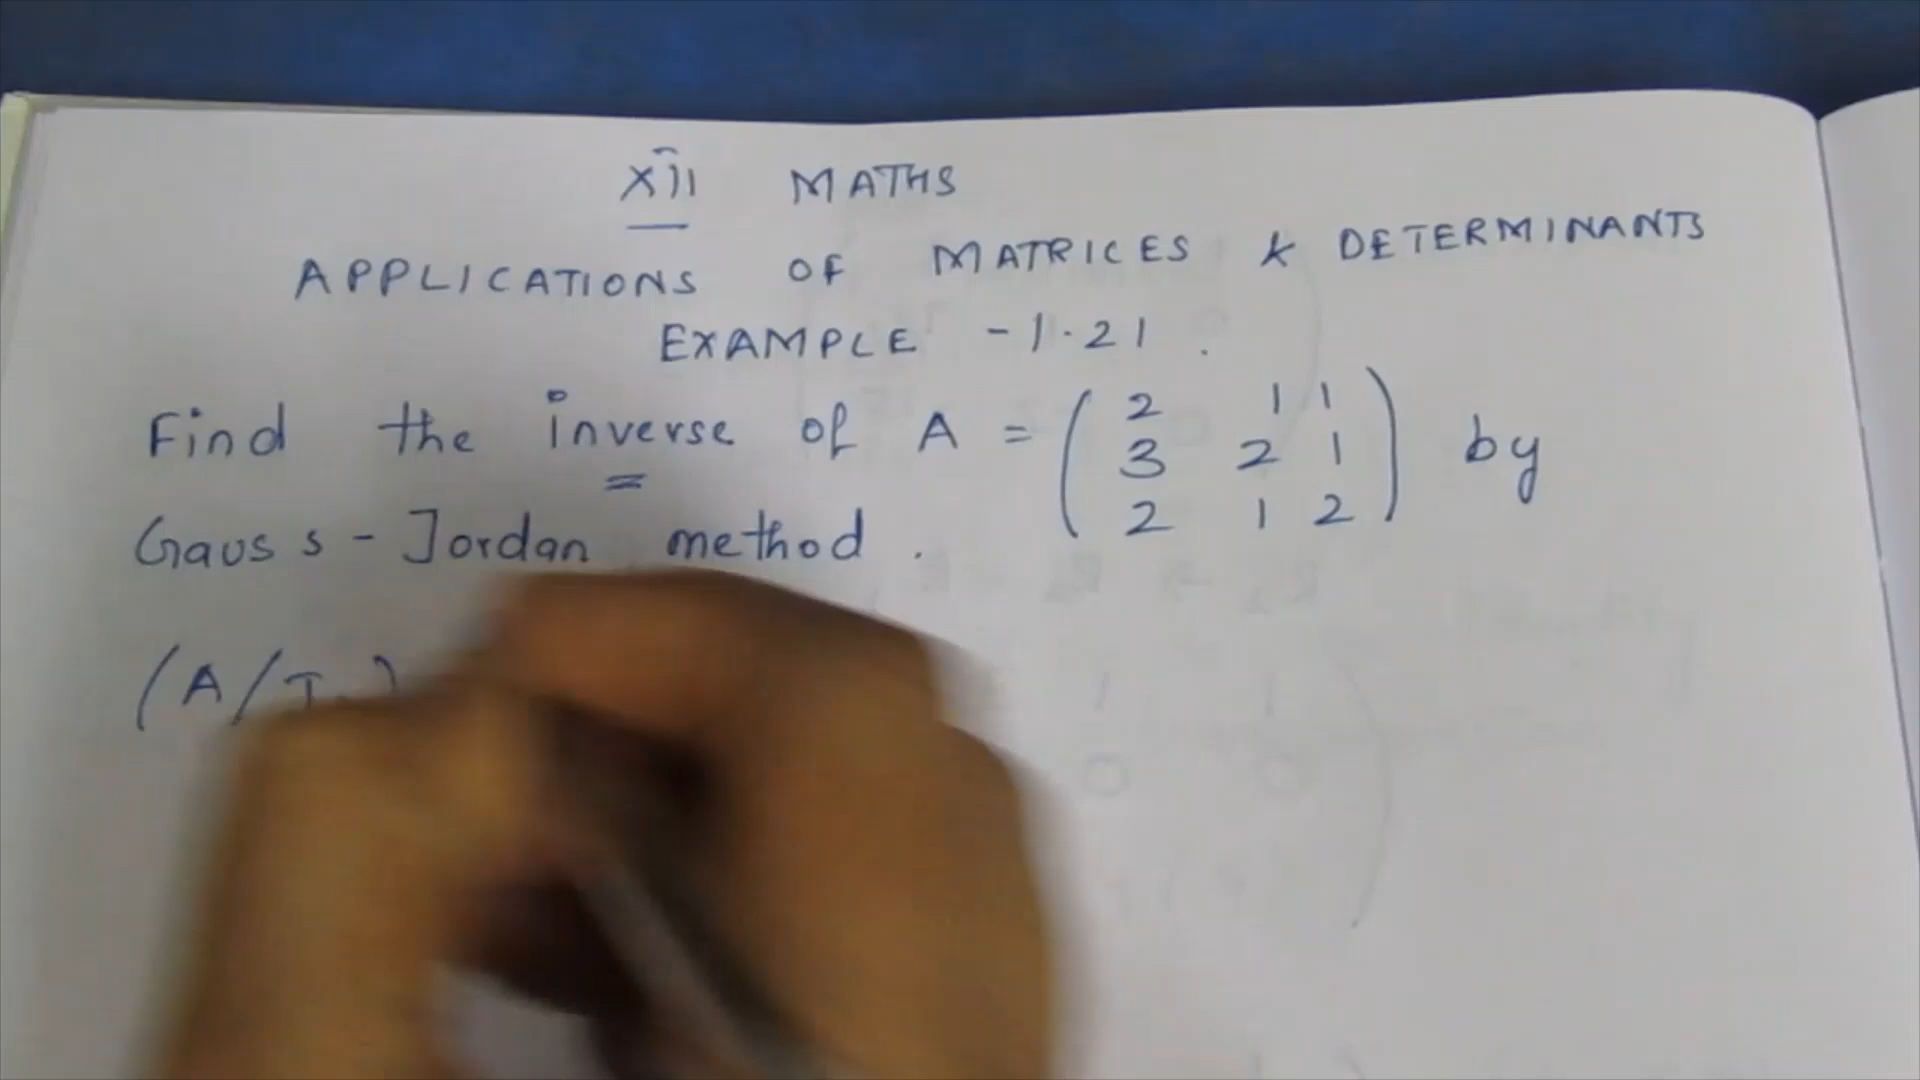 XII MATHS
APPLICATIONS OF MATRICES & DETERMINANTS
EXAMPLE - 1.21.
Find the inverse of A = ( 2 1 1
3 2 1
2 1 2 ) by
Gauss - Jordan method.
(A/I